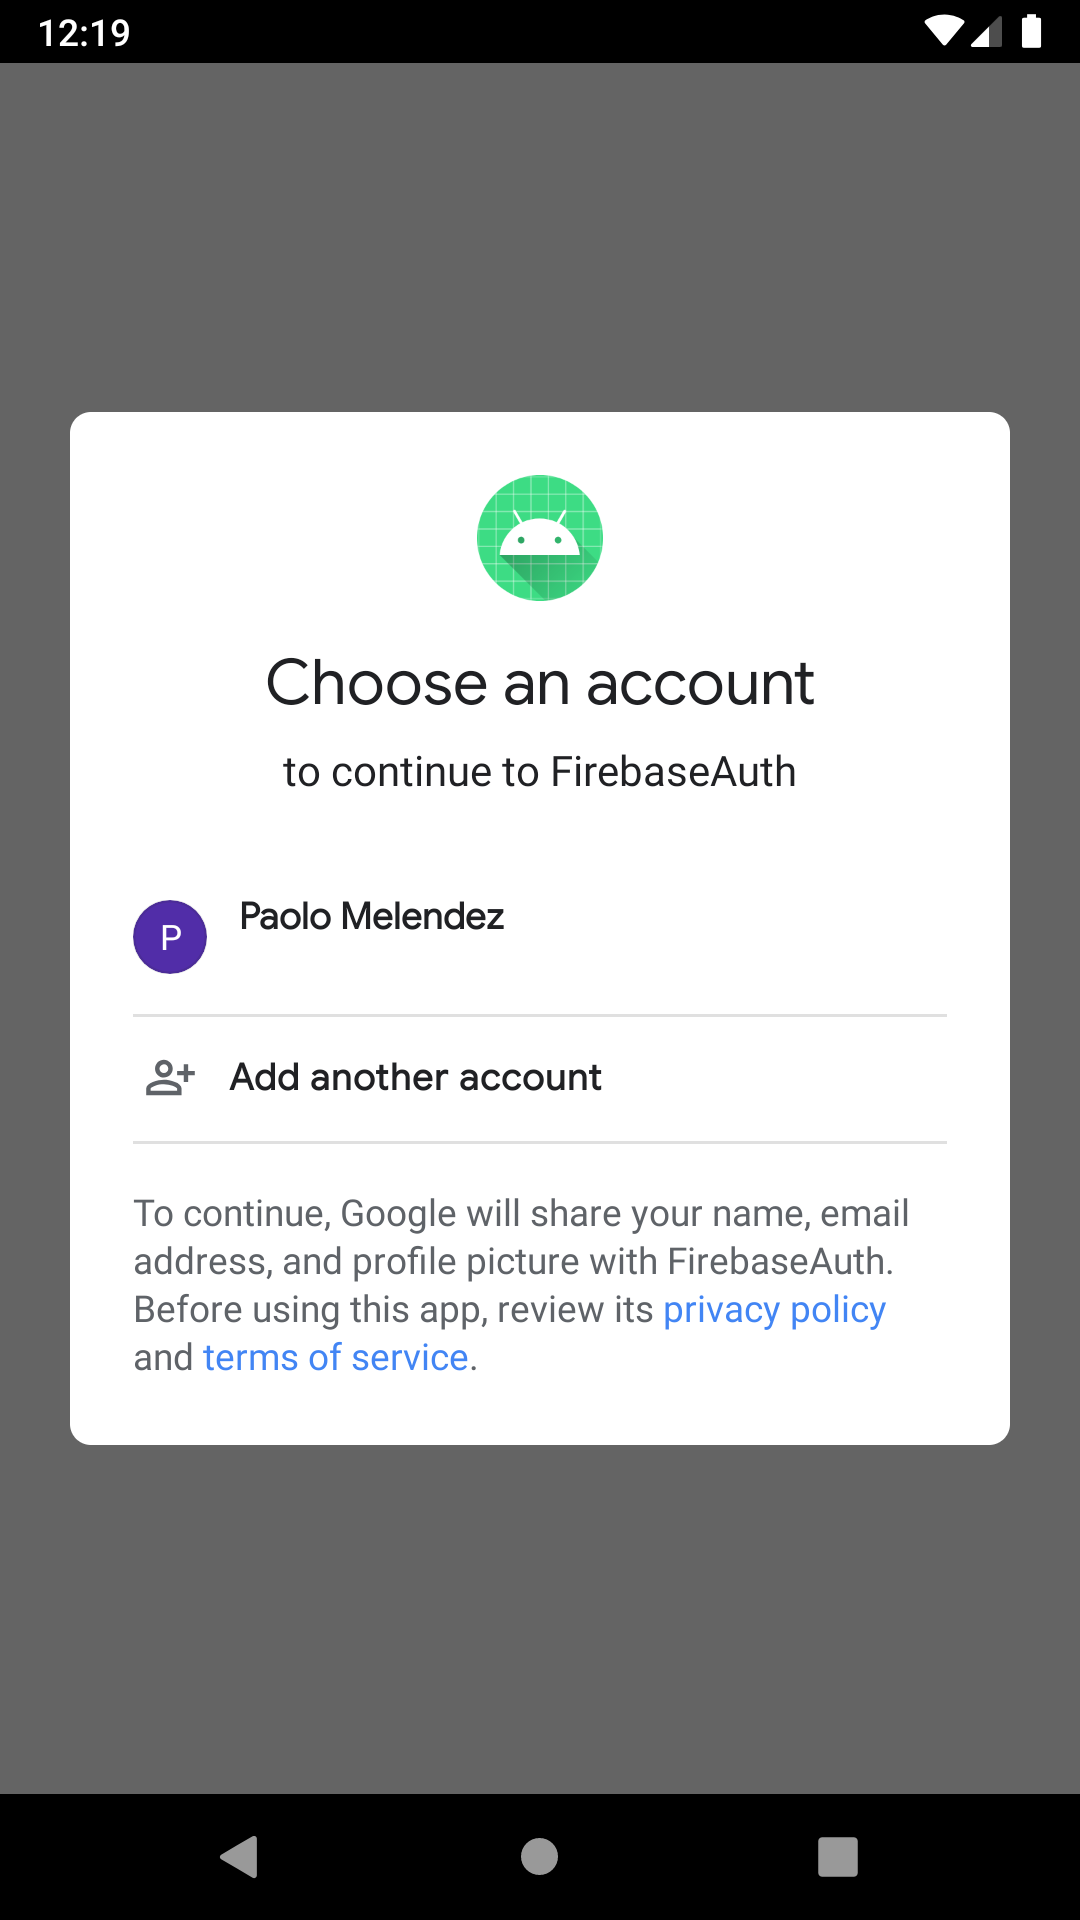 12:19
Choose an account
to continue to FirebaseAuth
P
Paolo Melendez
Add another account
To continue, Google will share your name, email
address, and profile picture with FirebaseAuth.
Before using this app, review its privacy policy
and terms of service.